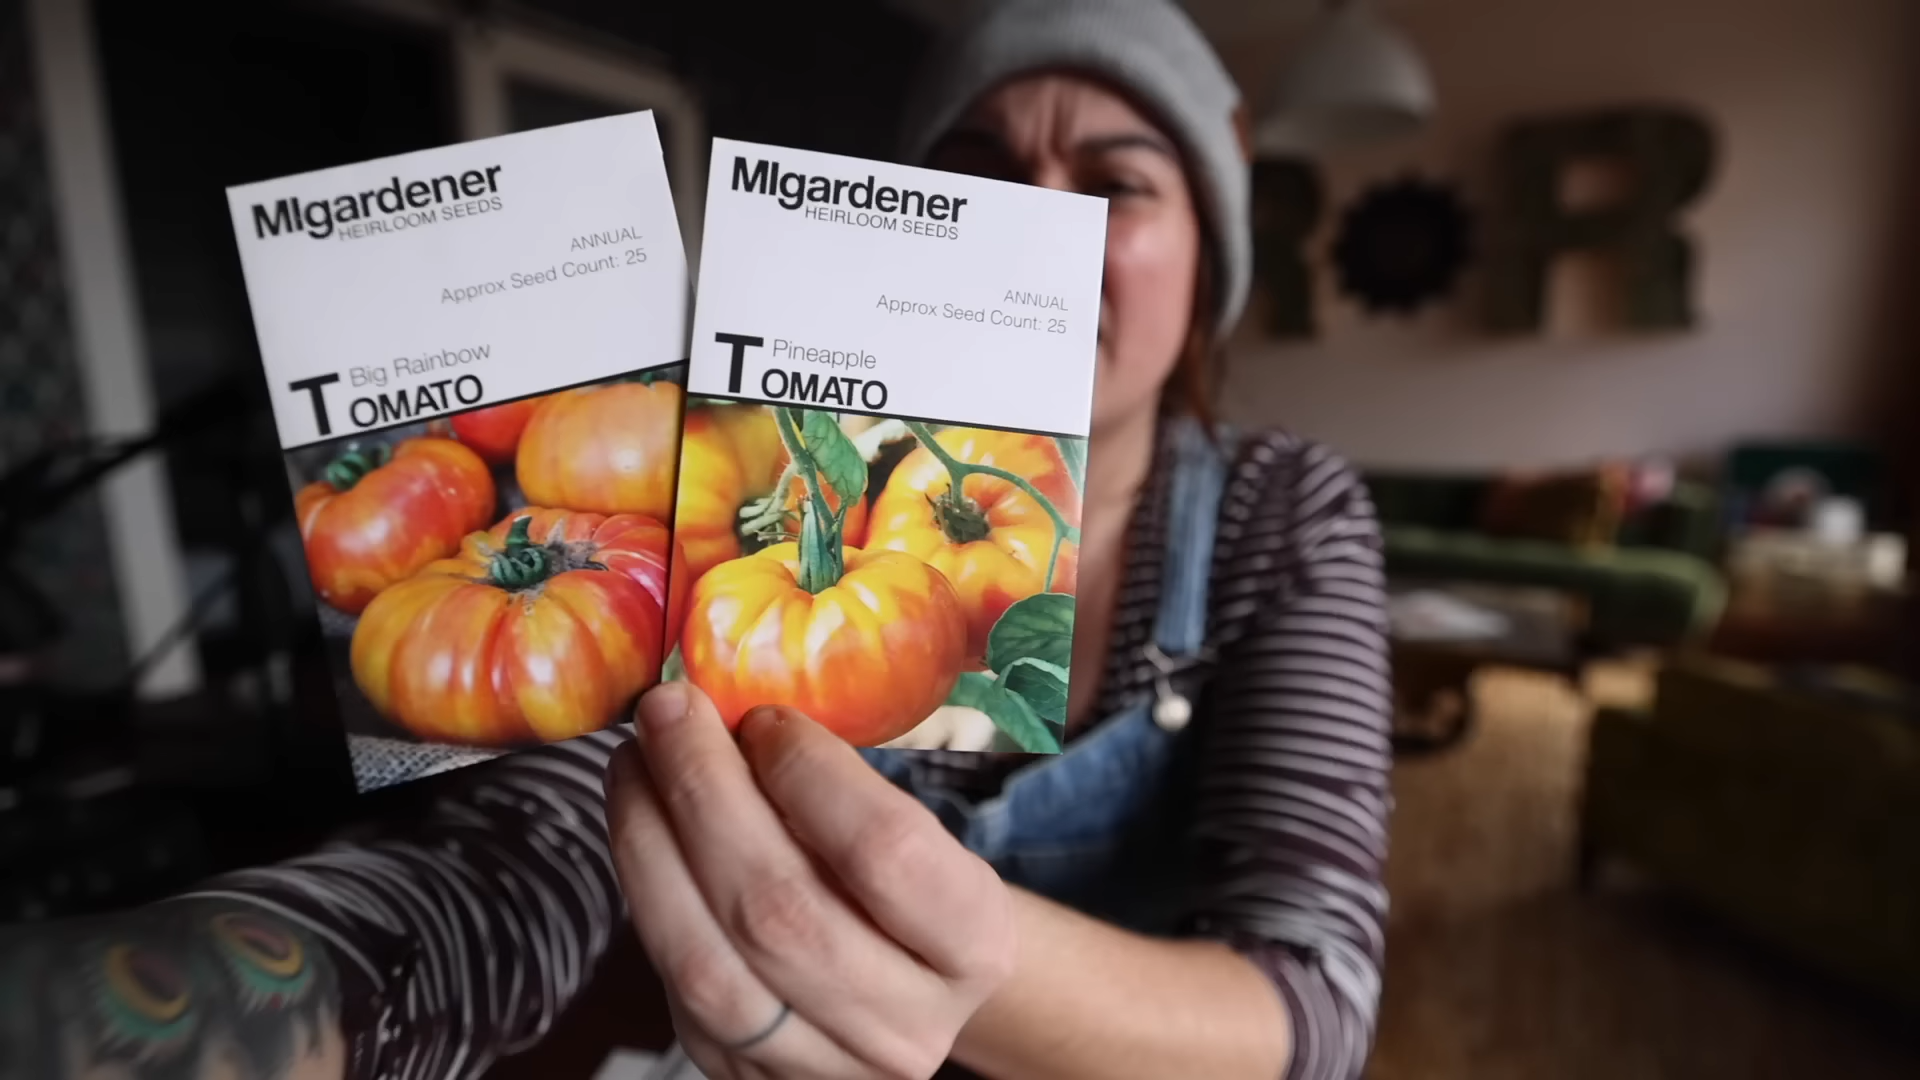 MIgardener
HEIRLOOM SEEDS
ANNUAL
Approx Seed Count: 25
Big Rainbow
TOMATO
MIgardener
HEIRLOOM SEEDS
ANNUAL
Approx Seed Count: 25
Pineapple
TOMATO
R